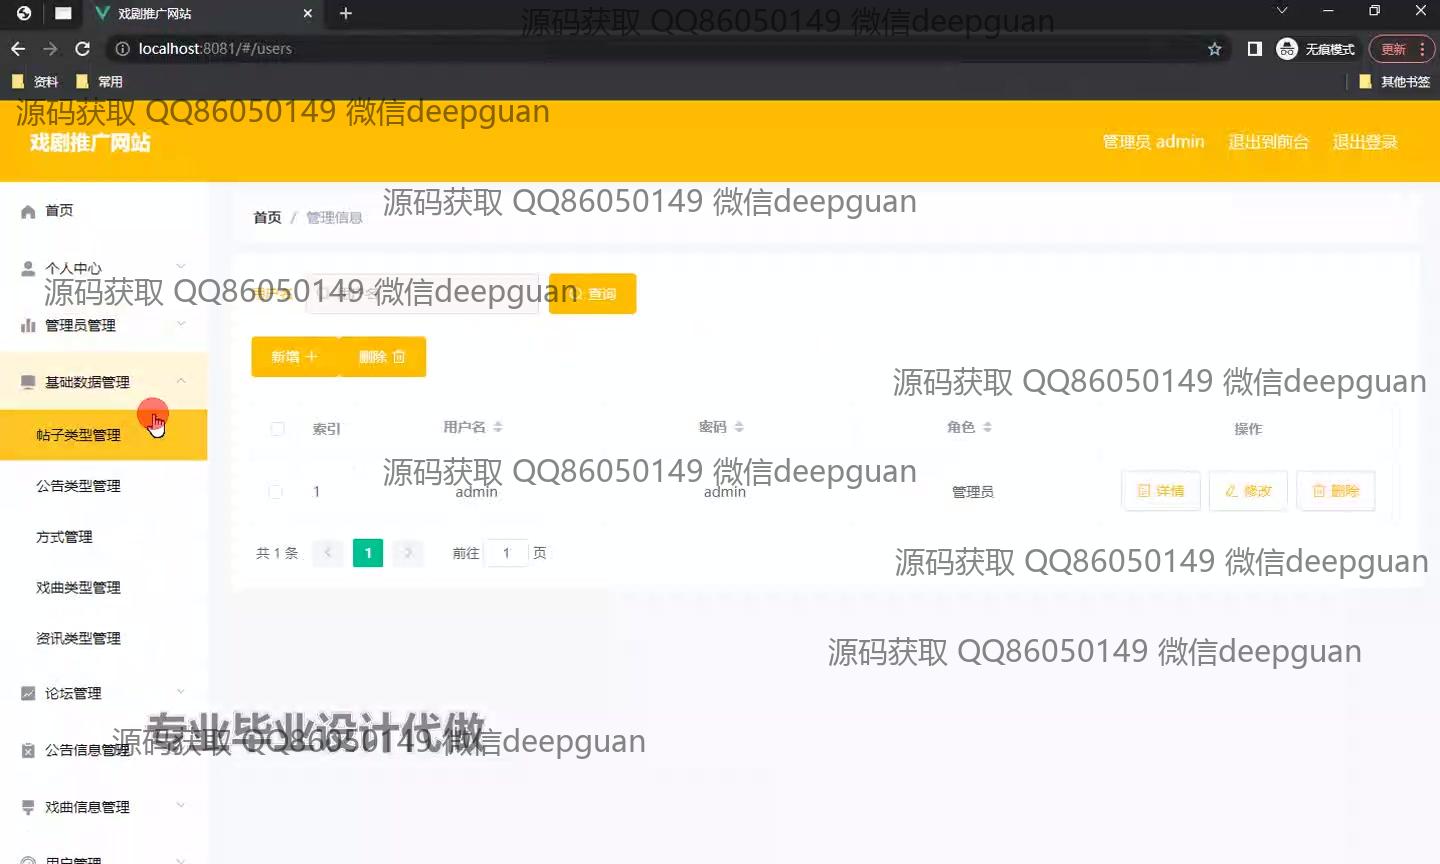 戏剧推广网站
源码获取 QQ86050149 微信deepguan
localhost:8081/#/users
无痕模式
更新
资料
常用
其他书签
源码获取 QQ86050149 微信deepguan
戏剧推广网站
管理员 admin
退出到前台
退出登录
源码获取 QQ86050149 微信deepguan
首页
首页 / 管理信息
个人中心
源码获取 QQ86050149 微信deepguan
查询
管理员管理
新增
删除
基础数据管理
源码获取 QQ86050149 微信deepguan
帖子类型管理
索引
用户名
密码
角色
操作
源码获取 QQ86050149 微信deepguan
公告类型管理
1
admin
admin
管理员
详情
修改
删除
方式管理
共 1 条
1
前往 1 页
源码获取 QQ86050149 微信deepguan
戏曲类型管理
资讯类型管理
源码获取 QQ86050149 微信deepguan
论坛管理
专业毕业设计代做
源码获取 QQ86050149 微信deepguan
公告信息管理
戏曲信息管理
用户管理